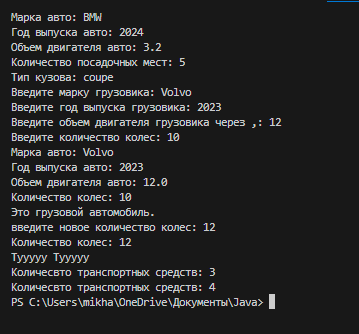 Марка авто: BMW
Год выпуска авто: 2024
Объем двигателя авто: 3.2
Количество посадочных мест: 5
Тип кузова: coupe
Введите марку грузовика: Volvo
Введите год выпуска грузовика: 2023
Введите объем двигателя грузовика через ,: 12
Введите количество колес: 10
Марка авто: Volvo
Год выпуска авто: 2023
Объем двигателя авто: 12.0
Количество колес: 10
Это грузовой автомобиль.
введите новое количество колес: 12
Количество колес: 12
Тууууу Тууууу
Количесвто транспортных средств: 3
Количесвто транспортных средств: 4
PS C:\Users\mikha\OneDrive\Документы\Java>